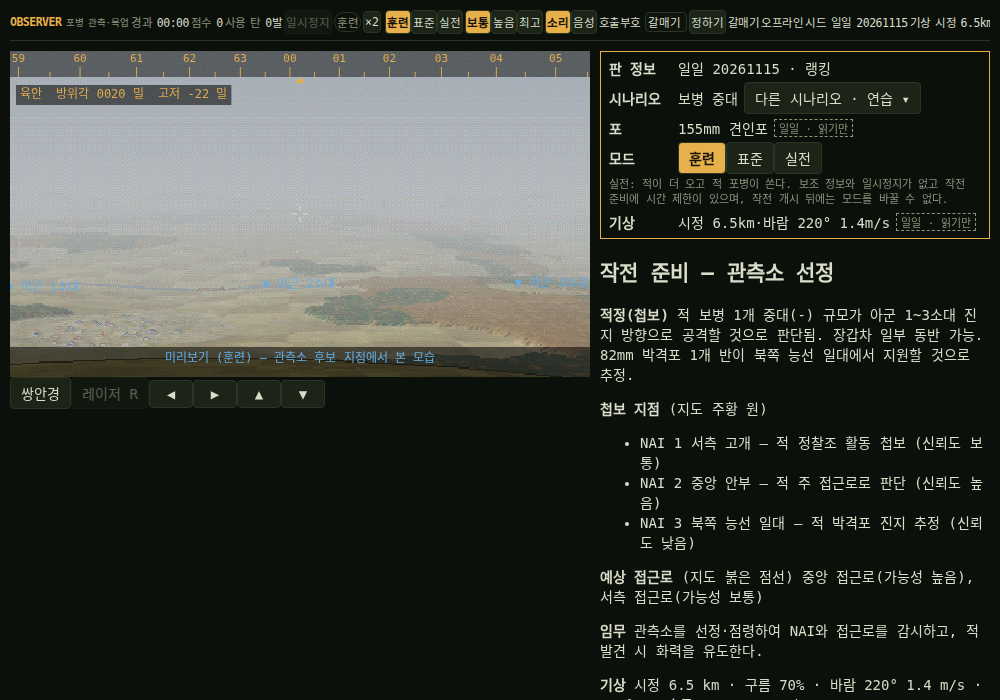 OBSERVER 포병 관측·목업 경과 00:00 점수 0 사용 탄 0발 일시정지 훈련 ×2 훈련 표준 실전 보통 높음 최고 소리 음성 호출부호 갈매기 정하기 갈매기 오프라인 시드 일일 20261115 기상 시정 6.5km
59 60 61 62 63 00 01 02 03 04 05
육안 방위각 0020 밀 고저 -22 밀
미리보기 (훈련) — 관측소 후보 지점에서 본 모습
쌍안경 레이저 R ◀ ▶ ▲ ▼
판 정보 일일 20261115 · 랭킹
시나리오 보병 중대 다른 시나리오 · 연습 ▾
포 155mm 견인포 일일 · 읽기만
모드 훈련 표준 실전
실전: 적이 더 오고 적 포병이 쏜다. 보조 정보와 일시정지가 없고 작전
준비에 시간 제한이 있으며, 작전 개시 뒤에는 모드를 바꿀 수 없다.
기상 시정 6.5km·바람 220° 1.4m/s 일일 · 읽기만
작전 준비 — 관측소 선정
적정(첩보) 적 보병 1개 중대(-) 규모가 아군 1~3소대 진
지 방향으로 공격할 것으로 판단됨. 장갑차 일부 동반 가능.
82mm 박격포 1개 반이 북쪽 능선 일대에서 지원할 것으로
추정.
첩보 지점 (지도 주황 원)
• NAI 1 서측 고개 — 적 정찰조 활동 첩보 (신뢰도 보
통)
• NAI 2 중앙 안부 — 적 주 접근로로 판단 (신뢰도 높
음)
• NAI 3 북쪽 능선 일대 — 적 박격포 진지 추정 (신뢰
도 낮음)
예상 접근로 (지도 붉은 점선) 중앙 접근로(가능성 높음),
서측 접근로(가능성 보통)
임무 관측소를 선정·점령하여 NAI와 접근로를 감시하고, 적
발견 시 화력을 유도한다.
기상 시정 6.5 km · 구름 70% · 바람 220° 1.4 m/s ·